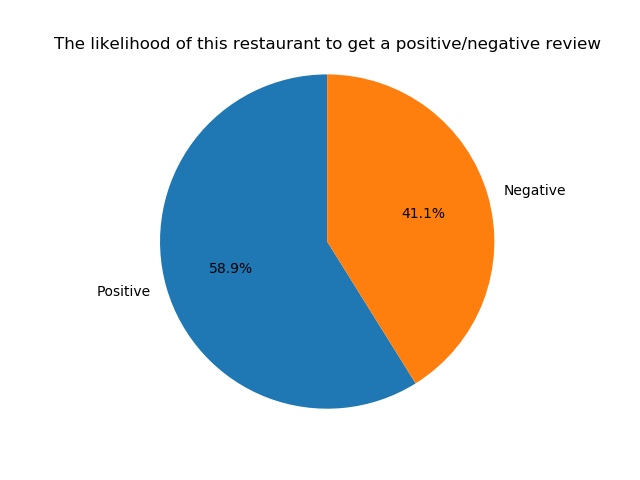 The likelihood of this restaurant to get a positive/negative review
Negative
41.1%
58.9%
Positive